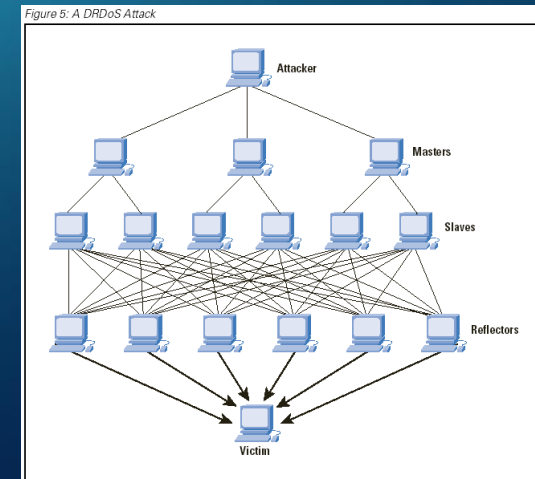 Figure 5: A DRDoS Attack
Attacker
Masters
Slaves
Reflectors
Victim